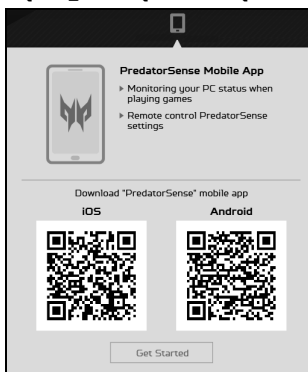 PredatorSense Mobile App
Monitoring your PC status when
playing games
Remote control PredatorSense
settings
Download "PredatorSense" mobile app
iOS
Android
Get Started